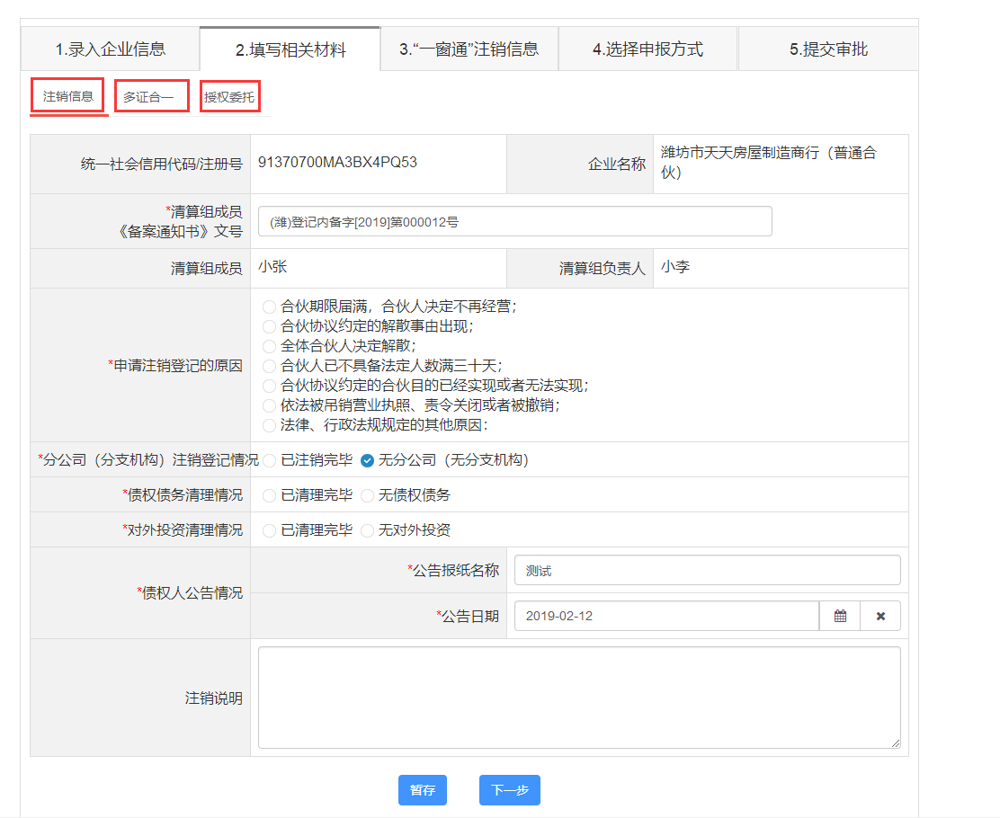 1.录入企业信息
2.填写相关材料
3.“一窗通”注销信息
4.选择申报方式
5.提交审批
注销信息
多证合一
授权委托
统一社会信用代码/注册号
91370700MA3BX4PQ53
企业名称
潍坊市天天房屋制造商行（普通合
伙）
*清算组成员
《备案通知书》文号
(潍)登记内备字[2019]第000012号
清算组成员
小张
清算组负责人
小李
*申请注销登记的原因
合伙期限届满，合伙人决定不再经营；
合伙协议约定的解散事由出现；
全体合伙人决定解散；
合伙人已不具备法定人数满三十天；
合伙协议约定的合伙目的已经实现或者无法实现；
依法被吊销营业执照、责令关闭或者被撤销；
法律、行政法规规定的其他原因：
*分公司（分支机构）注销登记情况
已注销完毕
无分公司（无分支机构）
*债权债务清理情况
已清理完毕
无债权债务
*对外投资清理情况
已清理完毕
无对外投资
*债权人公告情况
*公告报纸名称
测试
*公告日期
2019-02-12
注销说明
暂存
下一步